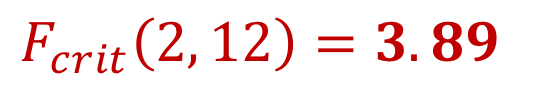 F_crit(2, 12) = 3.89